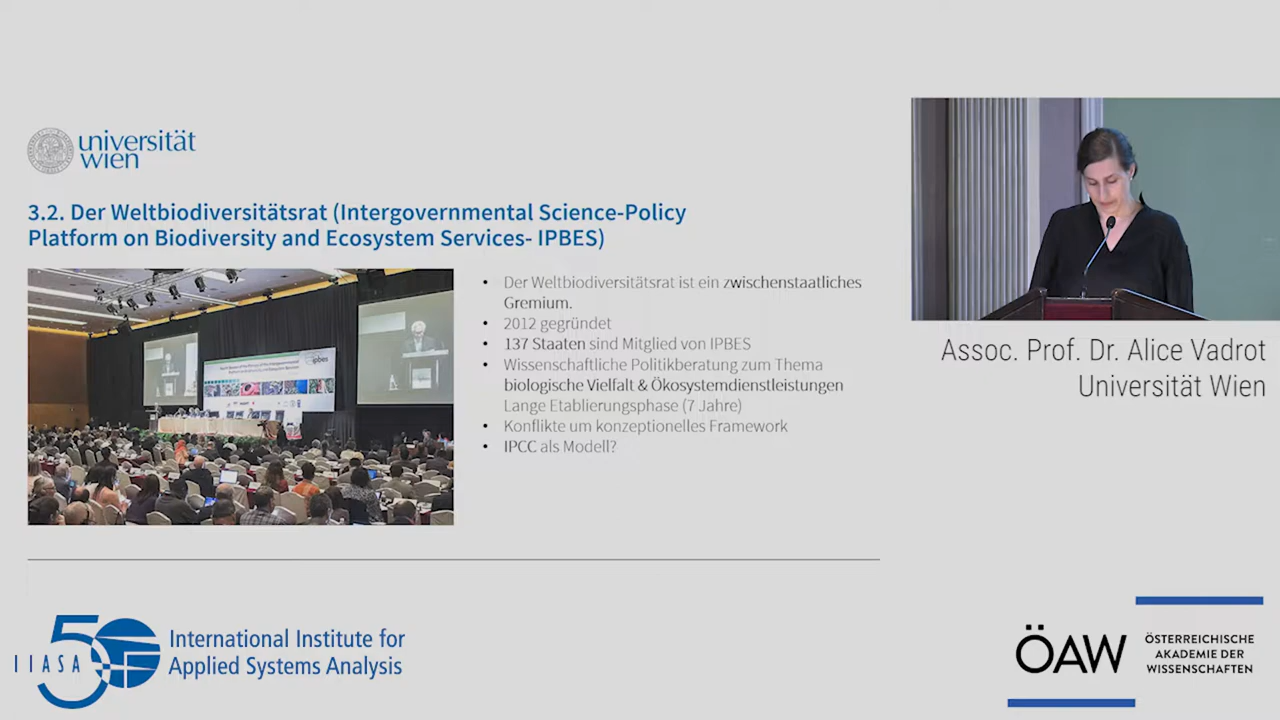 universität
wien
3.2. Der Weltbiodiversitätsrat (Intergovernmental Science-Policy
Platform on Biodiversity and Ecosystem Services- IPBES)
• Der Weltbiodiversitätsrat ist ein zwischenstaatliches
Gremium.
• 2012 gegründet
• 137 Staaten sind Mitglied von IPBES
• Wissenschaftliche Politikberatung zum Thema
biologische Vielfalt & Ökosystemdienstleistungen
Lange Etablierungsphase (7 Jahre)
• Konflikte um konzeptionelles Framework
• IPCC als Modell?
ipbes
Assoc. Prof. Dr. Alice Vadrot
Universität Wien
IIASA 50
International Institute for
Applied Systems Analysis
ÖAW
ÖSTERREICHISCHE
AKADEMIE DER
WISSENSCHAFTEN